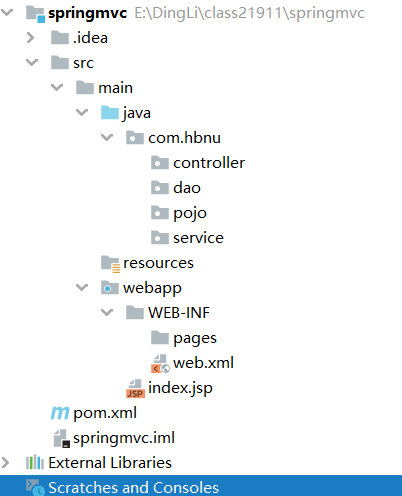 springmvc E:\DingLi\class21911\springmvc
.idea
src
main
java
com.hbnu
controller
dao
pojo
service
resources
webapp
WEB-INF
pages
web.xml
JSP index.jsp
m pom.xml
springmvc.iml
External Libraries
Scratches and Consoles